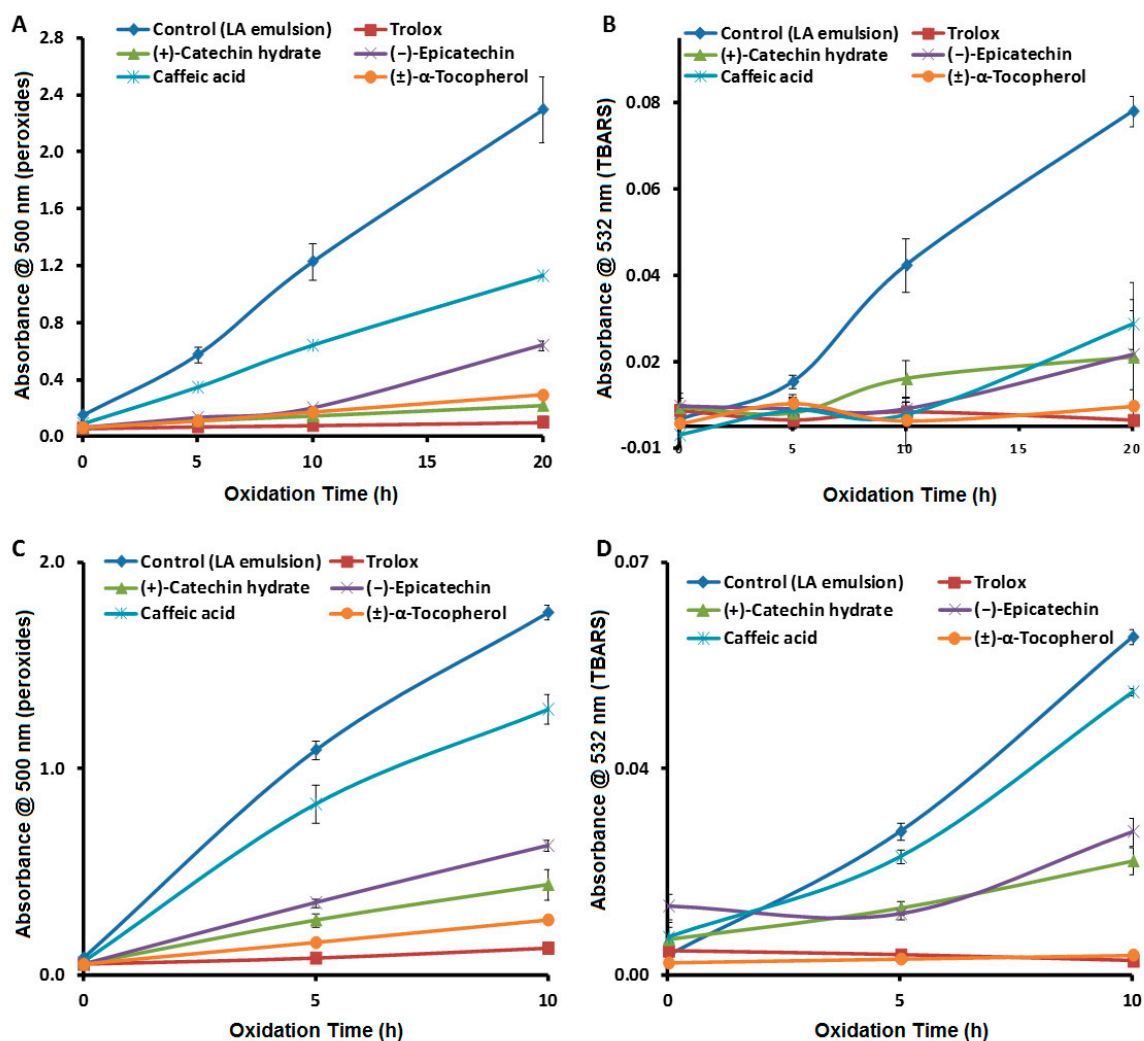 A
Control (LA emulsion) Trolox
(+)-Catechin hydrate (−)-Epicatechin
Caffeic acid (±)-α-Tocopherol
Absorbance @ 500 nm (peroxides)
2.8
2.4
2.0
1.6
1.2
0.8
0.4
0.0
0 5 10 15 20
Oxidation Time (h)
B
Control (LA emulsion) Trolox
(+)-Catechin hydrate (−)-Epicatechin
Caffeic acid (±)-α-Tocopherol
Absorbance @ 532 nm (TBARS)
0.08
0.06
0.04
0.02
-0.01
0 5 10 15 20
Oxidation Time (h)
C
Control (LA emulsion) Trolox
(+)-Catechin hydrate (−)-Epicatechin
Caffeic acid (±)-α-Tocopherol
Absorbance @ 500 nm (peroxides)
2.0
1.0
0.0
0 5 10
Oxidation Time (h)
D
Control (LA emulsion) Trolox
(+)-Catechin hydrate (−)-Epicatechin
Caffeic acid (±)-α-Tocopherol
Absorbance @ 532 nm (TBARS)
0.07
0.04
0.00
0 5 10
Oxidation Time (h)